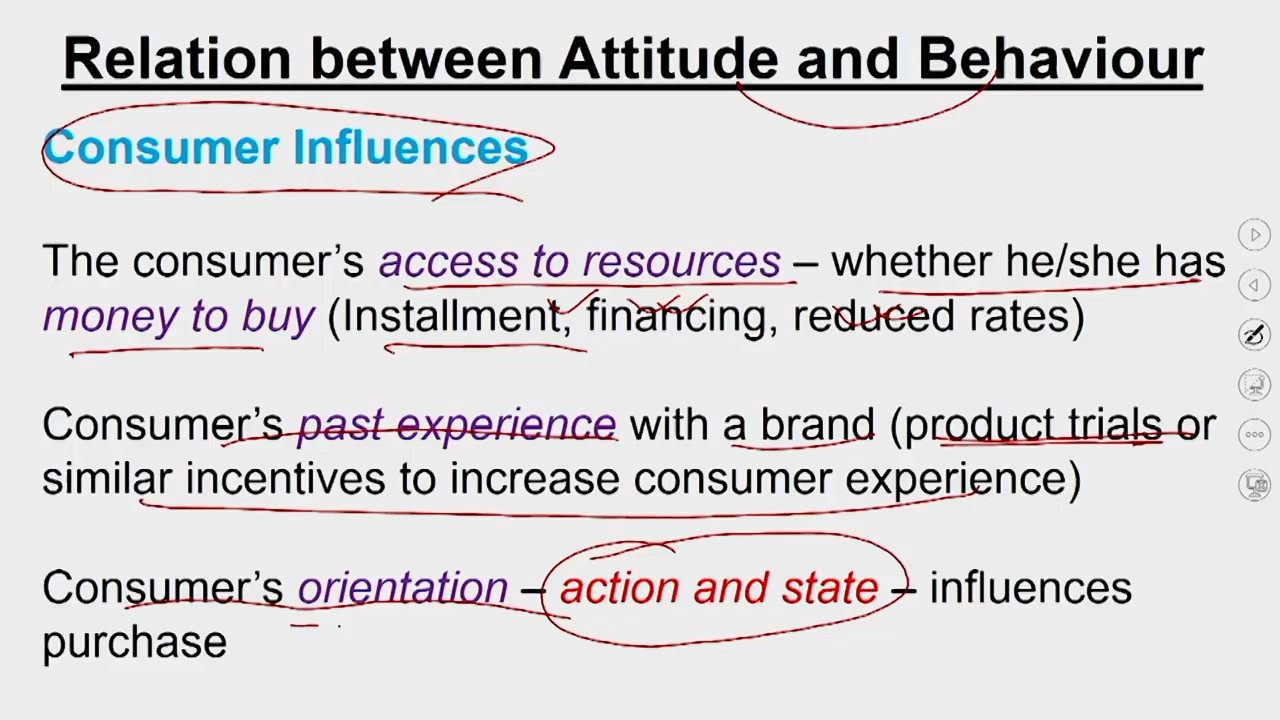 Relation between Attitude and Behaviour
Consumer Influences
The consumer’s access to resources – whether he/she has
money to buy (Installment, financing, reduced rates)
Consumer’s past experience with a brand (product trials or
similar incentives to increase consumer experience)
Consumer’s orientation – action and state – influences
purchase